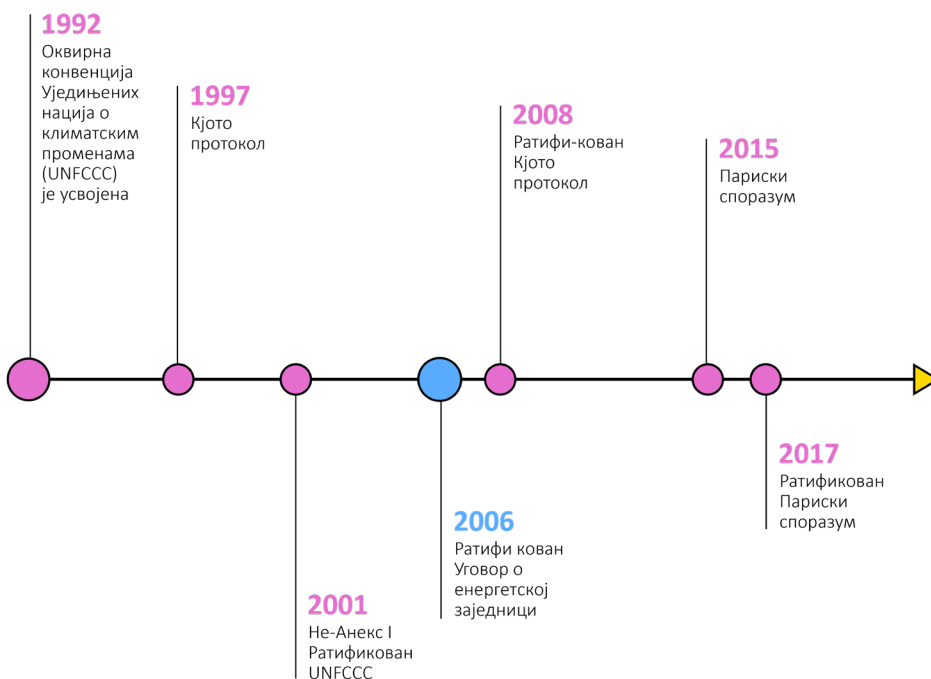 1992
Оквирна
конвенција
Уједињених
нација о
климатским
променама
(UNFCCC)
је усвојена
1997
Кјото
протокол
2001
Не-Анекс I
Ратификован
UNFCCC
2006
Ратифи кован
Уговор о
енергетској
заједници
2008
Ратифи-кован
Кјото
протокол
2015
Париски
споразум
2017
Ратификован
Париски
споразум